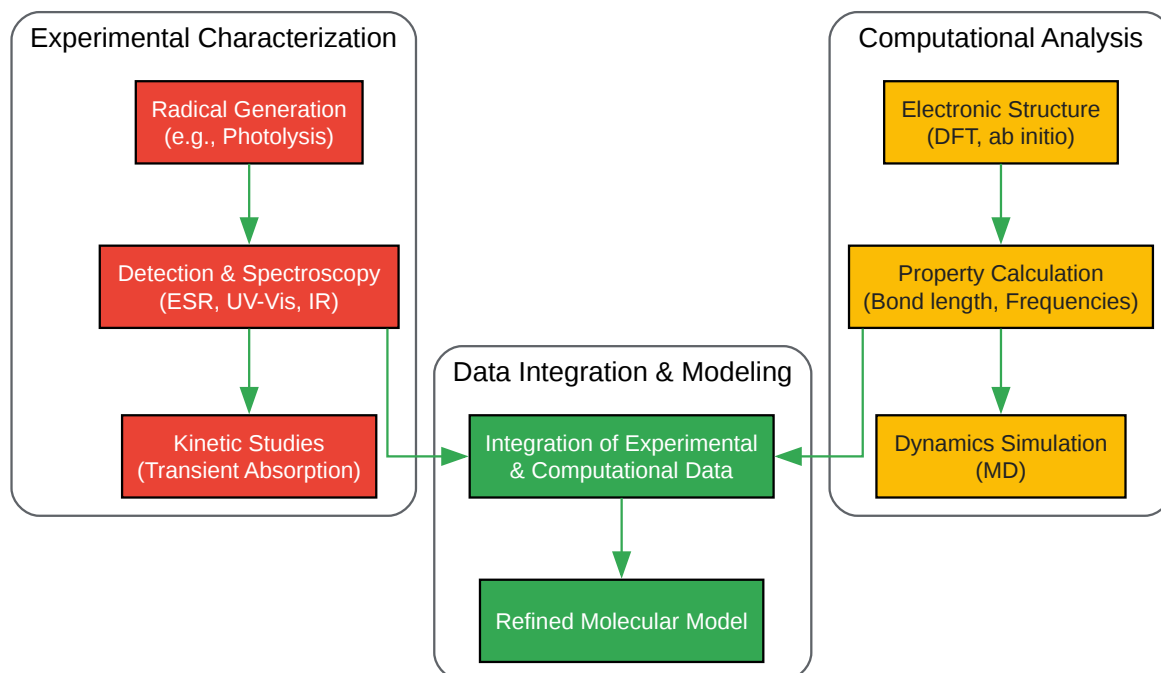 Experimental Characterization
Radical Generation
(e.g., Photolysis)
Detection & Spectroscopy
(ESR, UV-Vis, IR)
Kinetic Studies
(Transient Absorption)
Data Integration & Modeling
Integration of Experimental
& Computational Data
Refined Molecular Model
Computational Analysis
Electronic Structure
(DFT, ab initio)
Property Calculation
(Bond length, Frequencies)
Dynamics Simulation
(MD)